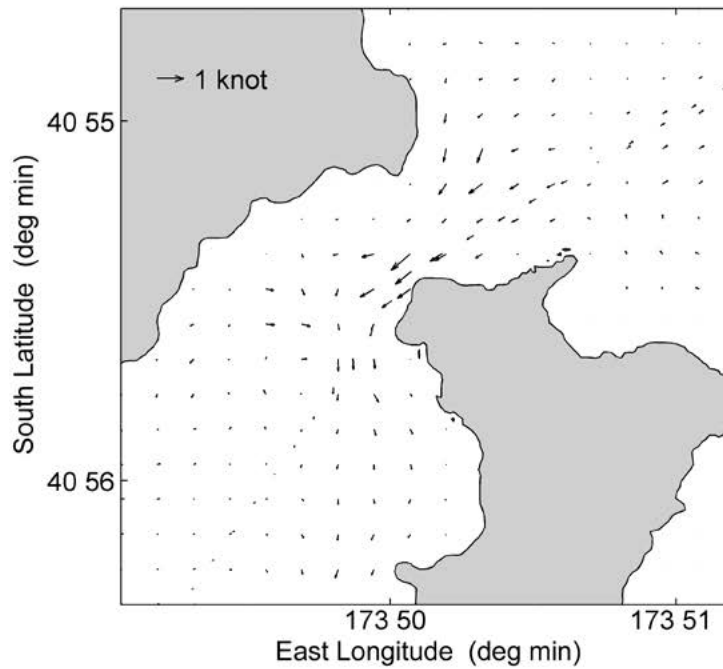 1 knot
40 55
40 56
South Latitude (deg min)
173 50 173 51
East Longitude (deg min)